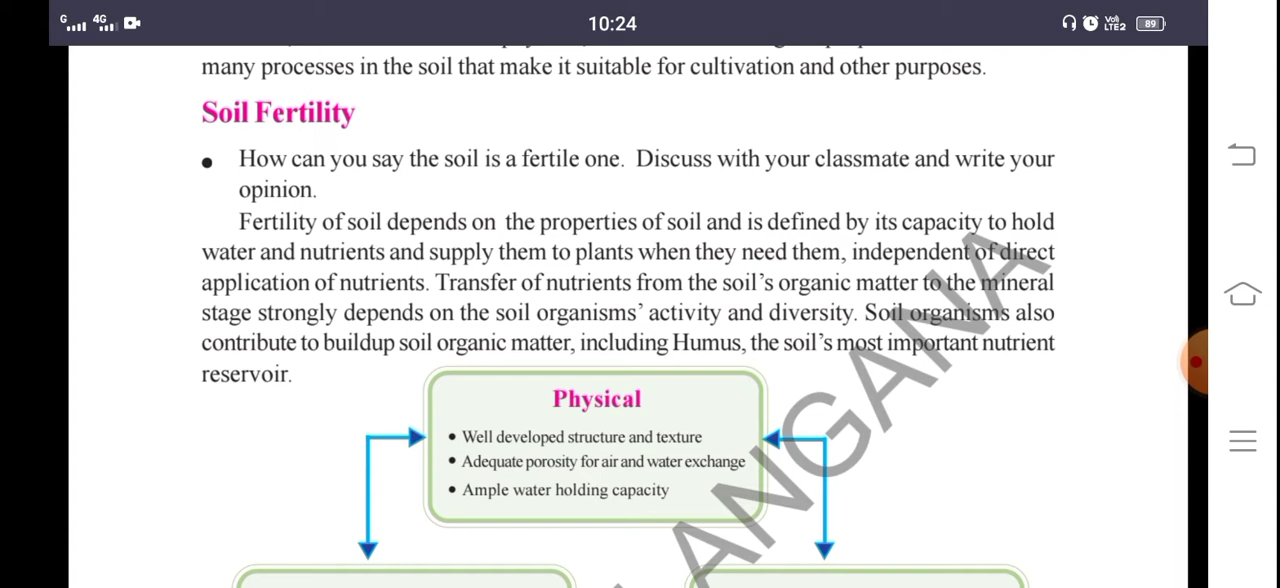 G 4G 10:24 Vo)) LTE2 89
many processes in the soil that make it suitable for cultivation and other purposes.
Soil Fertility
• How can you say the soil is a fertile one. Discuss with your classmate and write your
opinion.
Fertility of soil depends on the properties of soil and is defined by its capacity to hold
water and nutrients and supply them to plants when they need them, independent of direct
application of nutrients. Transfer of nutrients from the soil's organic matter to the mineral
stage strongly depends on the soil organisms' activity and diversity. Soil organisms also
contribute to buildup soil organic matter, including Humus, the soil's most important nutrient
reservoir.
Physical
• Well developed structure and texture
• Adequate porosity for air and water exchange
• Ample water holding capacity
LANGANA